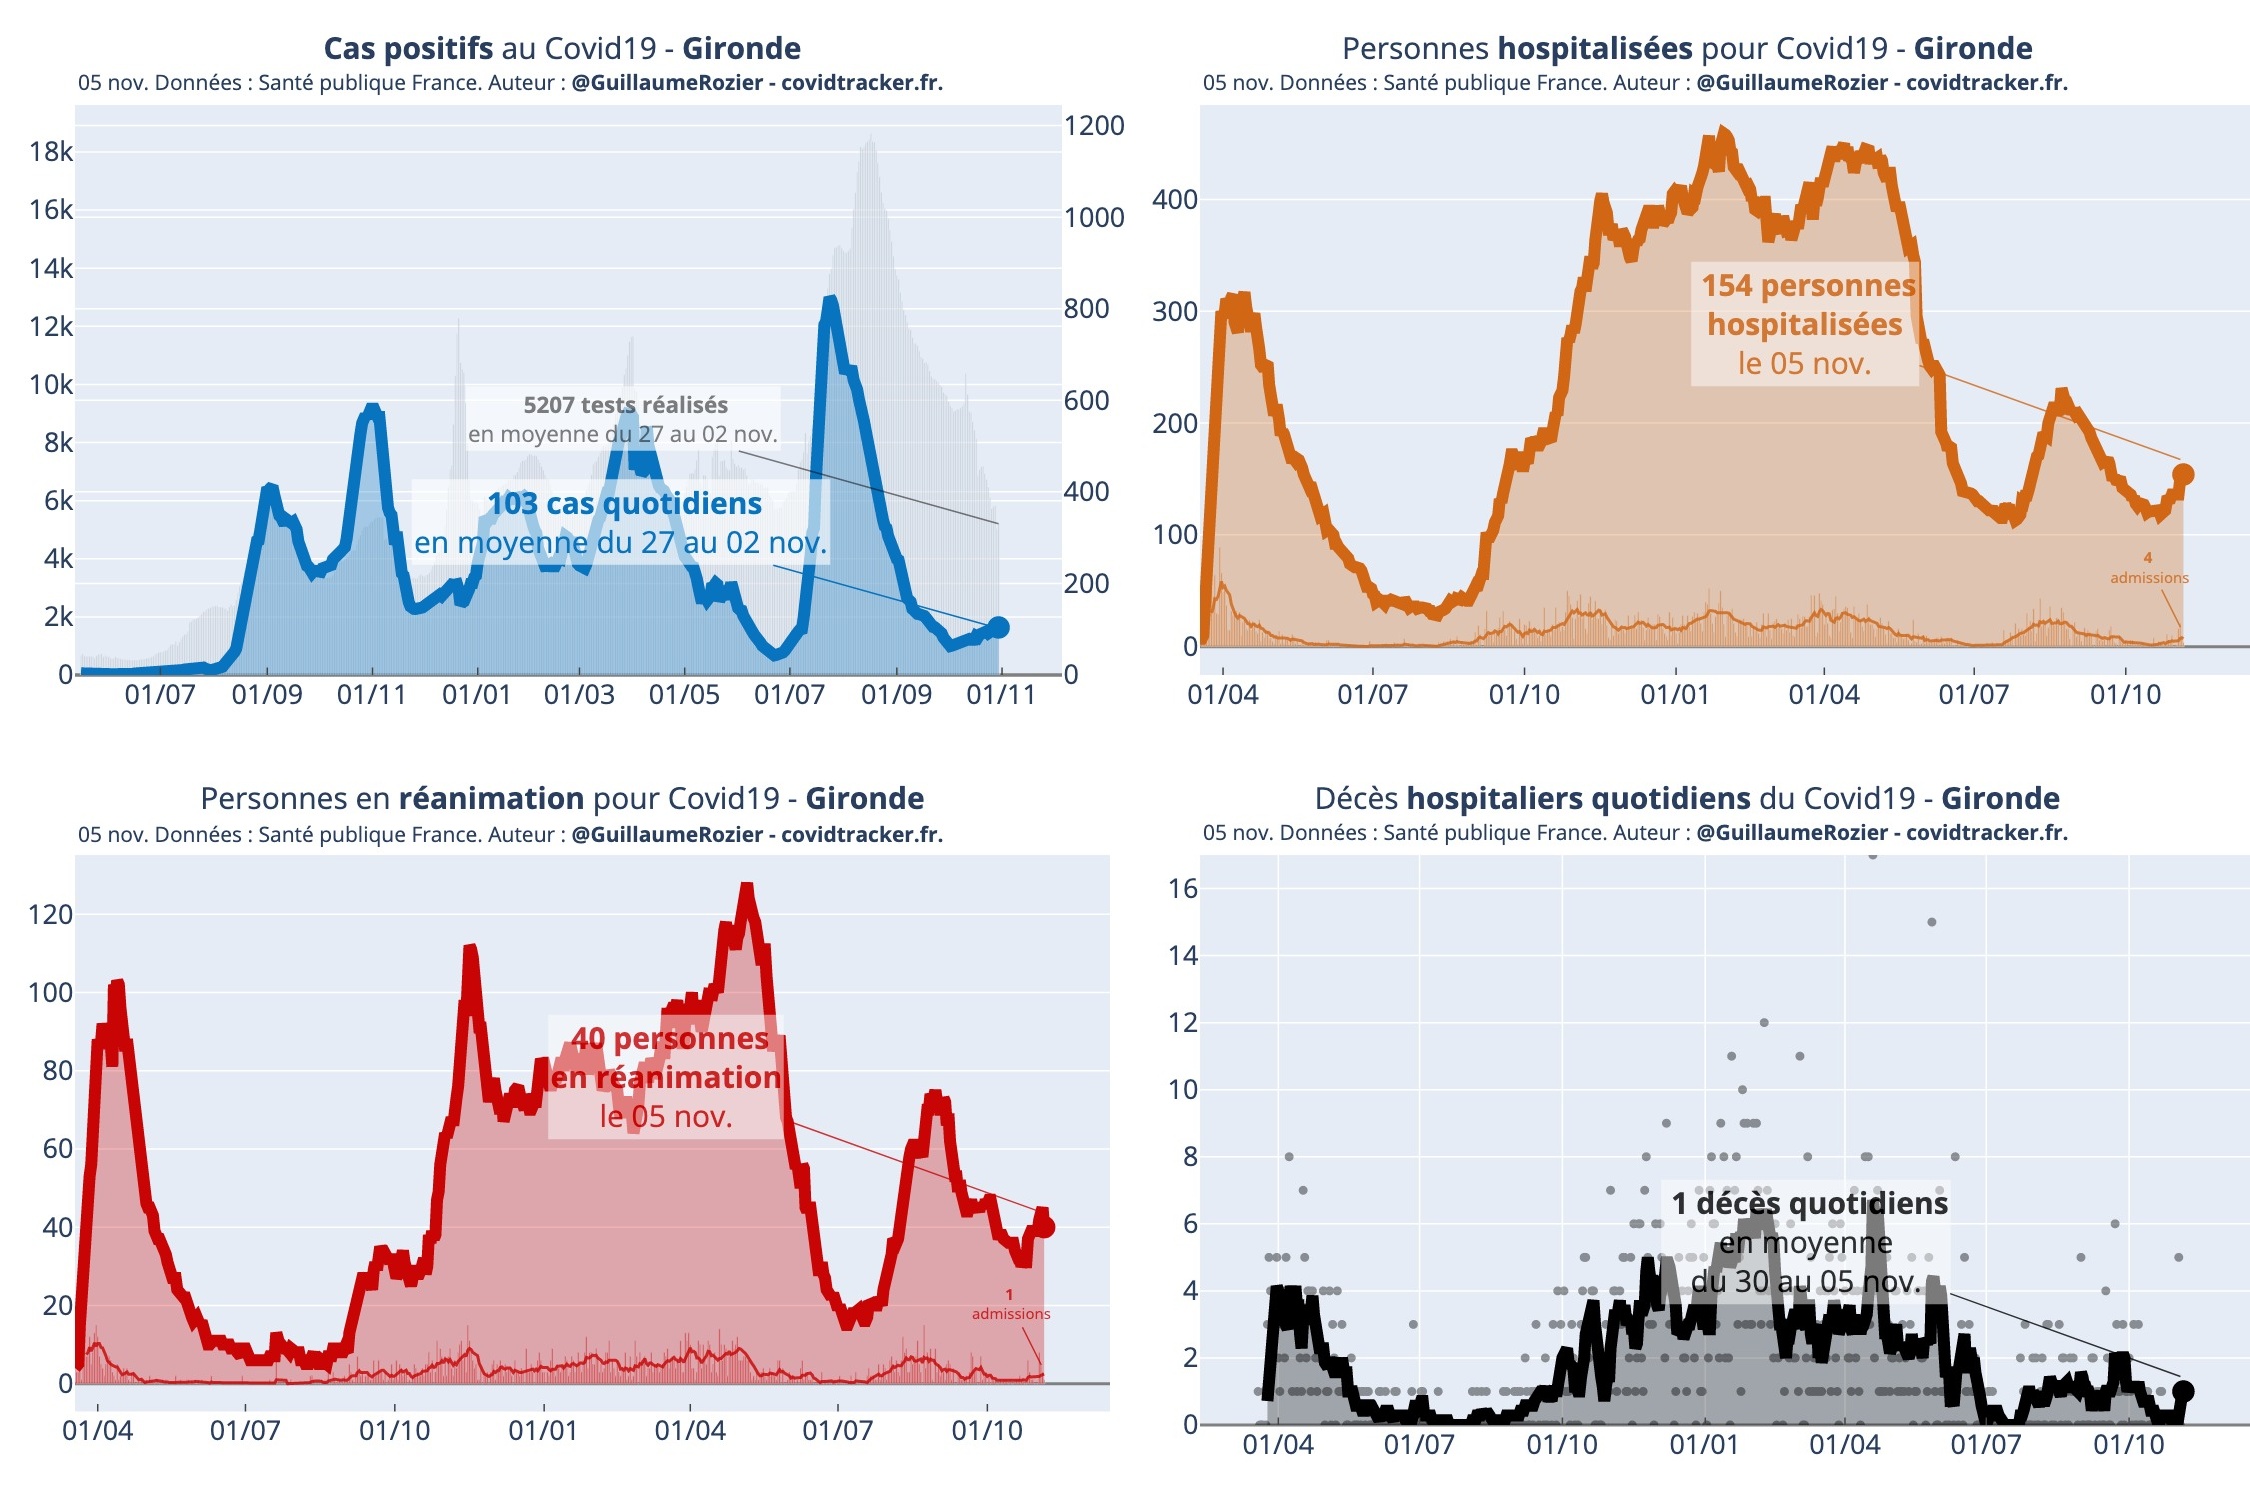 Cas positifs au Covid19 - Gironde
05 nov. Données : Santé publique France. Auteur : @GuillaumeRozier - covidtracker.fr.
18k
16k
14k
12k
10k
8k
6k
4k
2k
0
1200
1000
800
600
400
200
0
5207 tests réalisés
en moyenne du 27 au 02 nov.
103 cas quotidiens
en moyenne du 27 au 02 nov.
01/07 01/09 01/11 01/01 01/03 01/05 01/07 01/09 01/11
Personnes hospitalisées pour Covid19 - Gironde
05 nov. Données : Santé publique France. Auteur : @GuillaumeRozier - covidtracker.fr.
400
300
200
100
0
154 personnes
hospitalisées
le 05 nov.
4
admissions
01/04 01/07 01/10 01/01 01/04 01/07 01/10
Personnes en réanimation pour Covid19 - Gironde
05 nov. Données : Santé publique France. Auteur : @GuillaumeRozier - covidtracker.fr.
120
100
80
60
40
20
0
40 personnes
en réanimation
le 05 nov.
1
admissions
01/04 01/07 01/10 01/01 01/04 01/07 01/10
Décès hospitaliers quotidiens du Covid19 - Gironde
05 nov. Données : Santé publique France. Auteur : @GuillaumeRozier - covidtracker.fr.
16
14
12
10
8
6
4
2
0
1 décès quotidiens
en moyenne
du 30 au 05 nov.
01/04 01/07 01/10 01/01 01/04 01/07 01/10